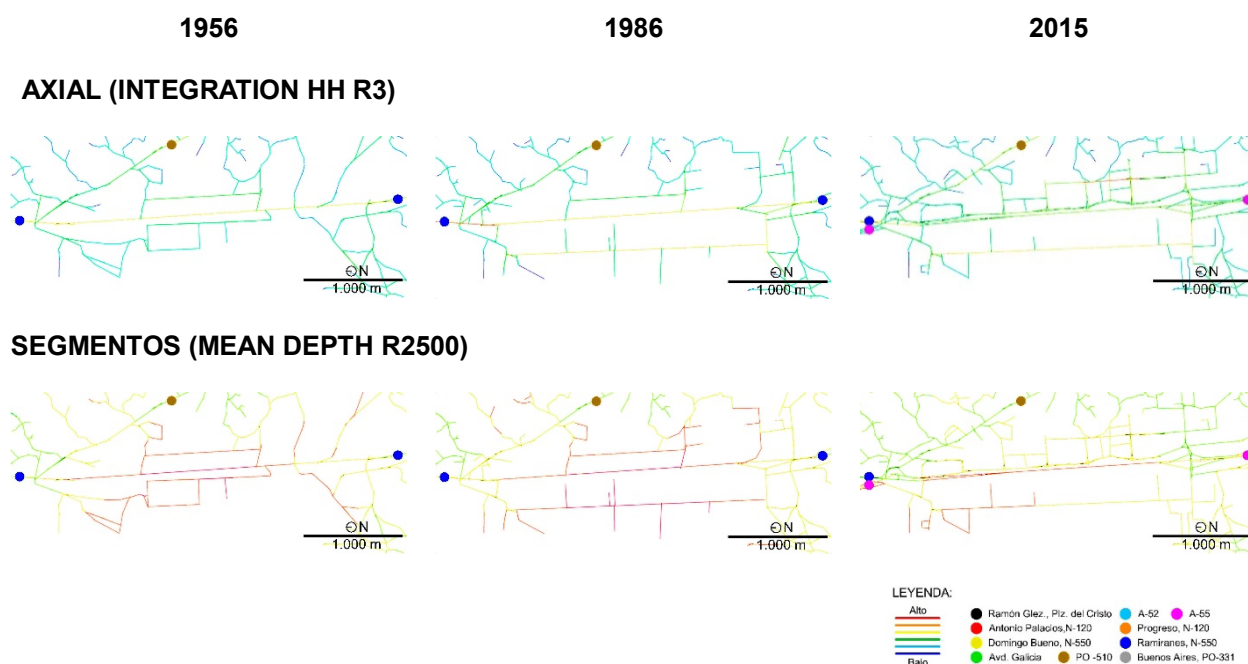 1956 1986 2015
AXIAL (INTEGRATION HH R3)
N N N
1.000 m 1.000 m 1.000 m
SEGMENTOS (MEAN DEPTH R2500)
N N N
1.000 m 1.000 m 1.000 m
LEYENDA:
Alto
Ramón Glez., Plz. del Cristo A-52 A-55
Antonio Palacios,N-120 Progreso, N-120
Domingo Bueno, N-550 Ramiranes, N-550
Avd. Galicia PO -510 Buenos Aires, PO-331
Bajo